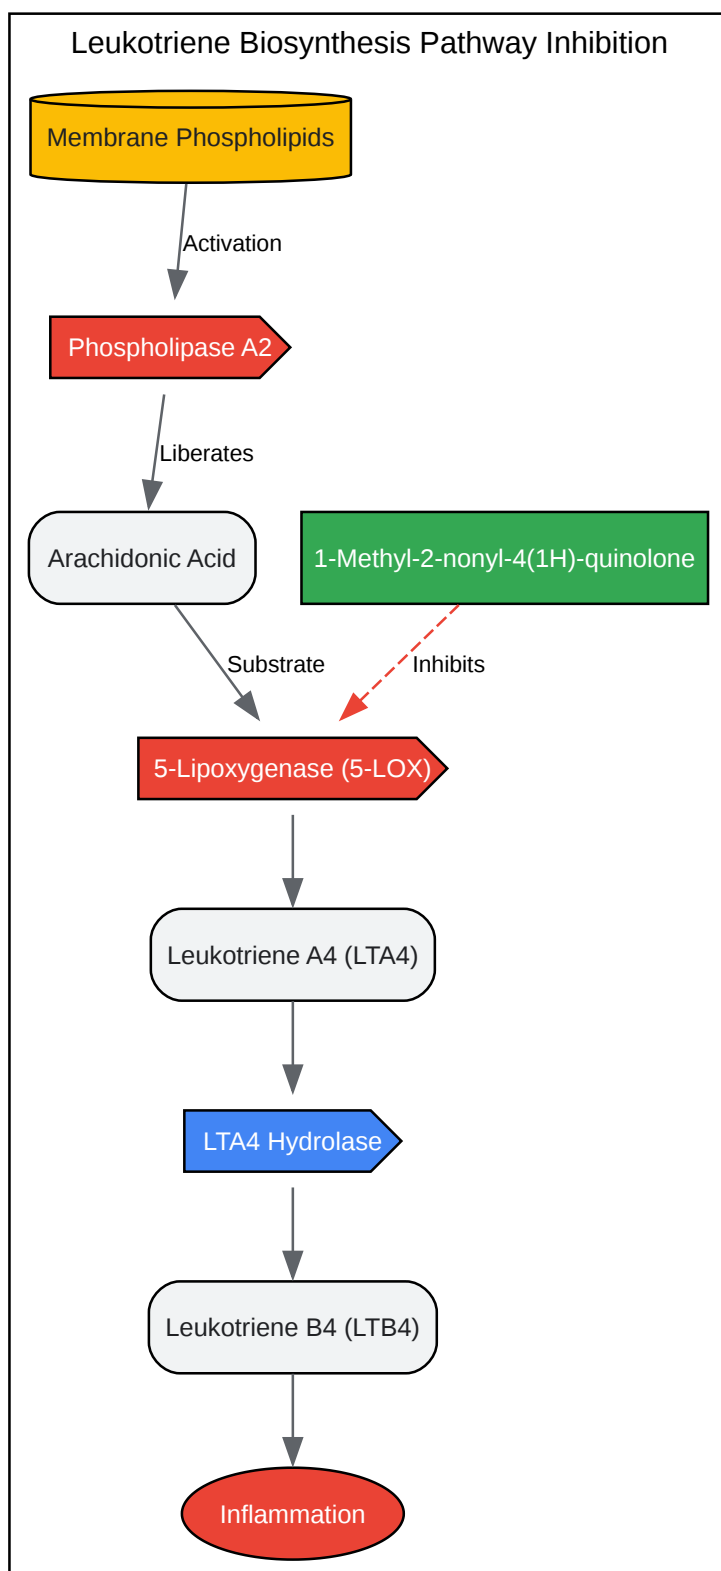 Leukotriene Biosynthesis Pathway Inhibition
Membrane Phospholipids
Activation
Phospholipase A2
Liberates
Arachidonic Acid
1-Methyl-2-nonyl-4(1H)-quinolone
Substrate
Inhibits
5-Lipoxygenase (5-LOX)
Leukotriene A4 (LTA4)
LTA4 Hydrolase
Leukotriene B4 (LTB4)
Inflammation